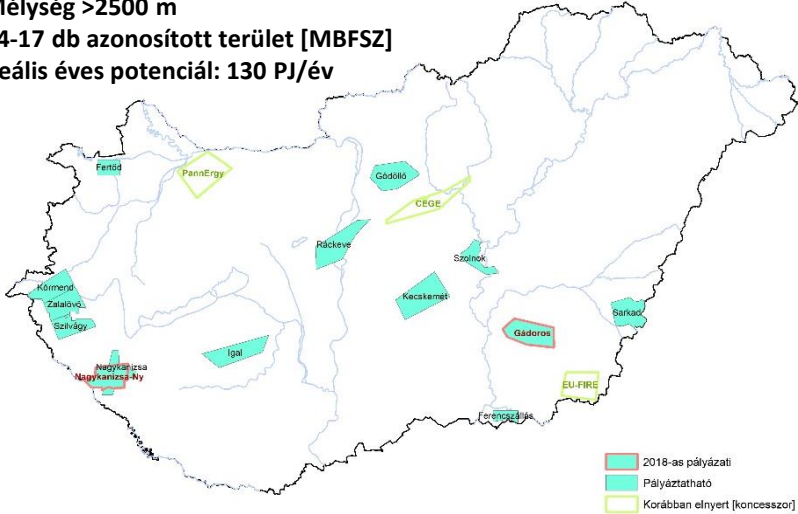 Mélység >2500 m
4-17 db azonosított terület [MBFSZ]
eális éves potenciál: 130 PJ/év
Fertőd
PannErgy
Gödöllő
CEGE
Ráckeve
Szolnok
Körmend
Zalalövő
Szilvágy
Kecskemét
Sarkad
Gádoros
Igal
Nagykanizsa
Nagykanizsa-Ny
EU-FIRE
Ferencszállás
2018-as pályázati
Pályáztatható
Korábban elnyert [koncesszor]